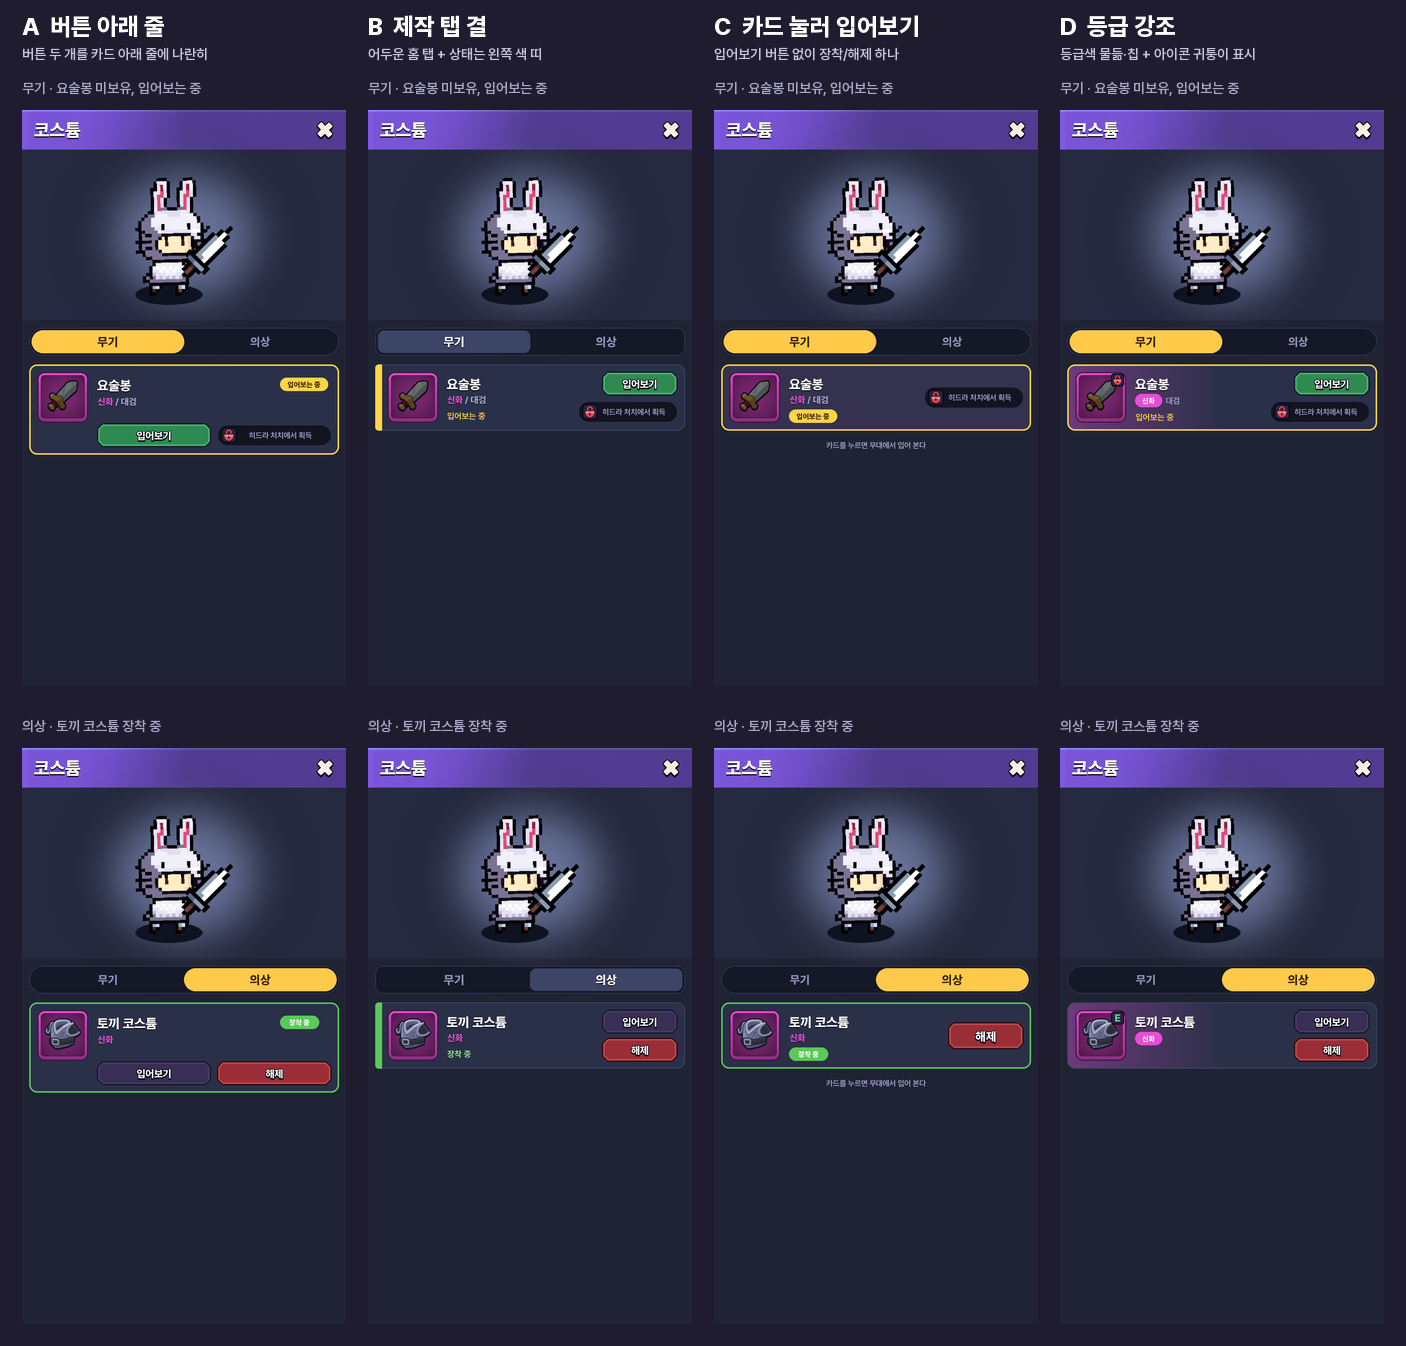 A 버튼 아래 줄
버튼 두 개를 카드 아래 줄에 나란히
무기 · 요술봉 미보유, 입어보는 중
코스튬
무기 의상
요술봉
입어보는 중
신화 / 대검
입어보기
히드라 처치에서 획득
B 제작 탭 결
어두운 홈 탭 + 상태는 왼쪽 색 띠
무기 · 요술봉 미보유, 입어보는 중
코스튬
무기 의상
요술봉
입어보기
신화 / 대검
히드라 처치에서 획득
입어보는 중
C 카드 눌러 입어보기
입어보기 버튼 없이 장착/해제 하나
무기 · 요술봉 미보유, 입어보는 중
코스튬
무기 의상
요술봉
신화 / 대검
히드라 처치에서 획득
입어보는 중
카드를 누르면 무대에서 입어 본다
D 등급 강조
등급색 물듦·칩 + 아이콘 귀퉁이 표시
무기 · 요술봉 미보유, 입어보는 중
코스튬
무기 의상
요술봉
입어보기
신화 대검
히드라 처치에서 획득
입어보는 중
의상 · 토끼 코스튬 장착 중
코스튬
무기 의상
토끼 코스튬
장착 중
신화
입어보기 해제
의상 · 토끼 코스튬 장착 중
코스튬
무기 의상
토끼 코스튬
입어보기
신화
해제
장착 중
의상 · 토끼 코스튬 장착 중
코스튬
무기 의상
토끼 코스튬
신화
해제
장착 중
카드를 누르면 무대에서 입어 본다
의상 · 토끼 코스튬 장착 중
코스튬
무기 의상
E
토끼 코스튬
입어보기
신화
해제